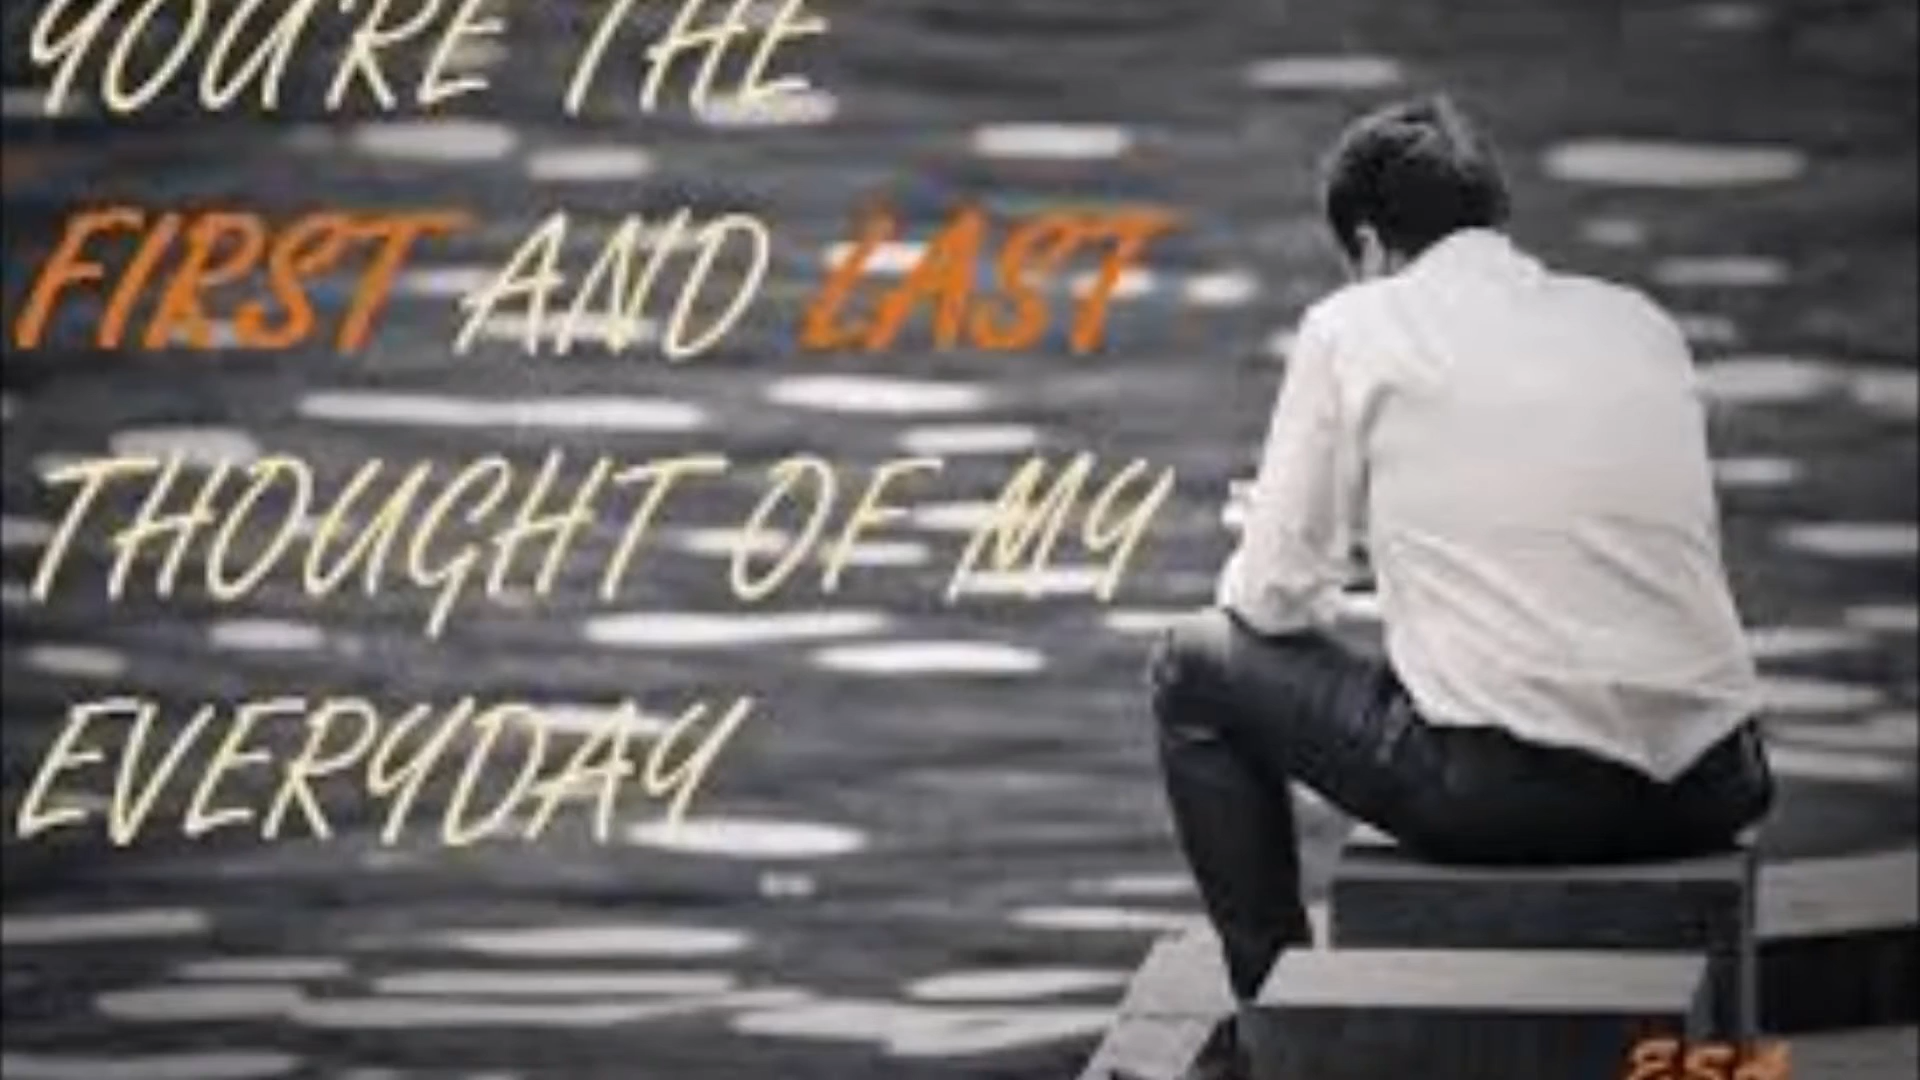 YOU'RE THE
FIRST AND LAST
THOUGHT OF MY
EVERYDAY